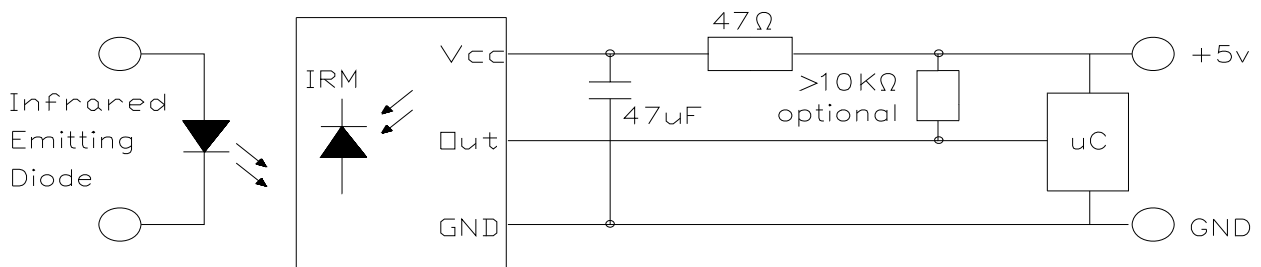 47Ω
Vcc
+5v
IRM
>10KΩ
optional
Infrared
Emitting
Diode
47uF
Out
uC
GND
GND